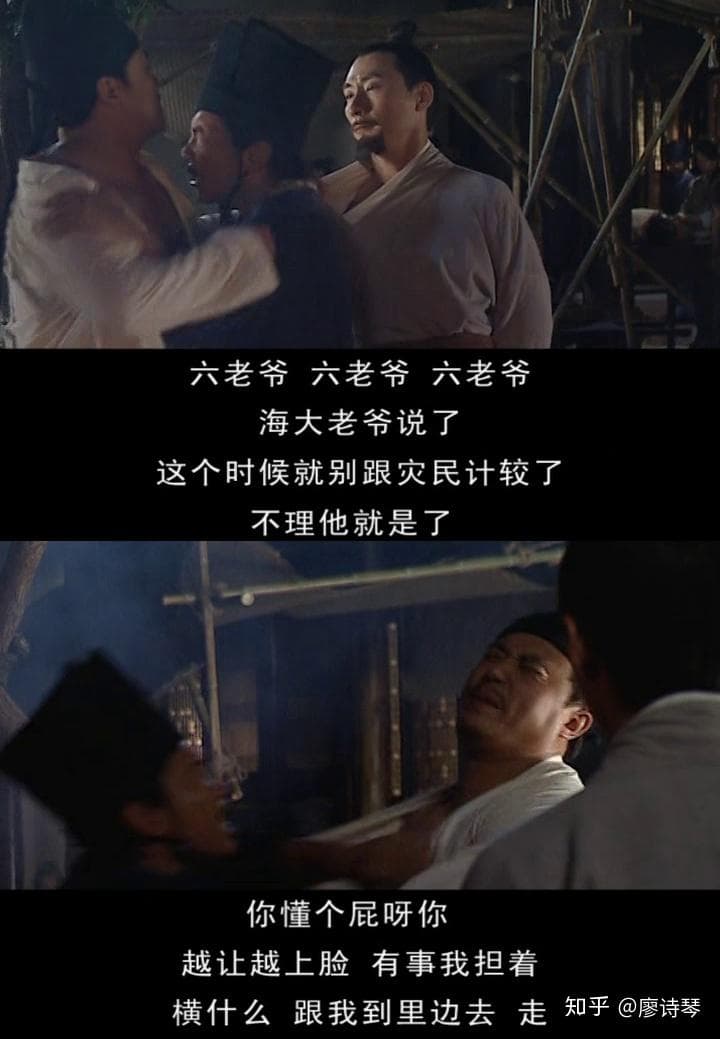 六老爷 六老爷 六老爷
海大老爷说了
这个时候就别跟灾民计较了
不理他就是了
你懂个屁呀你
越让越上脸 有事我担着
横什么 跟我到里边去 走
知乎 @廖诗琴